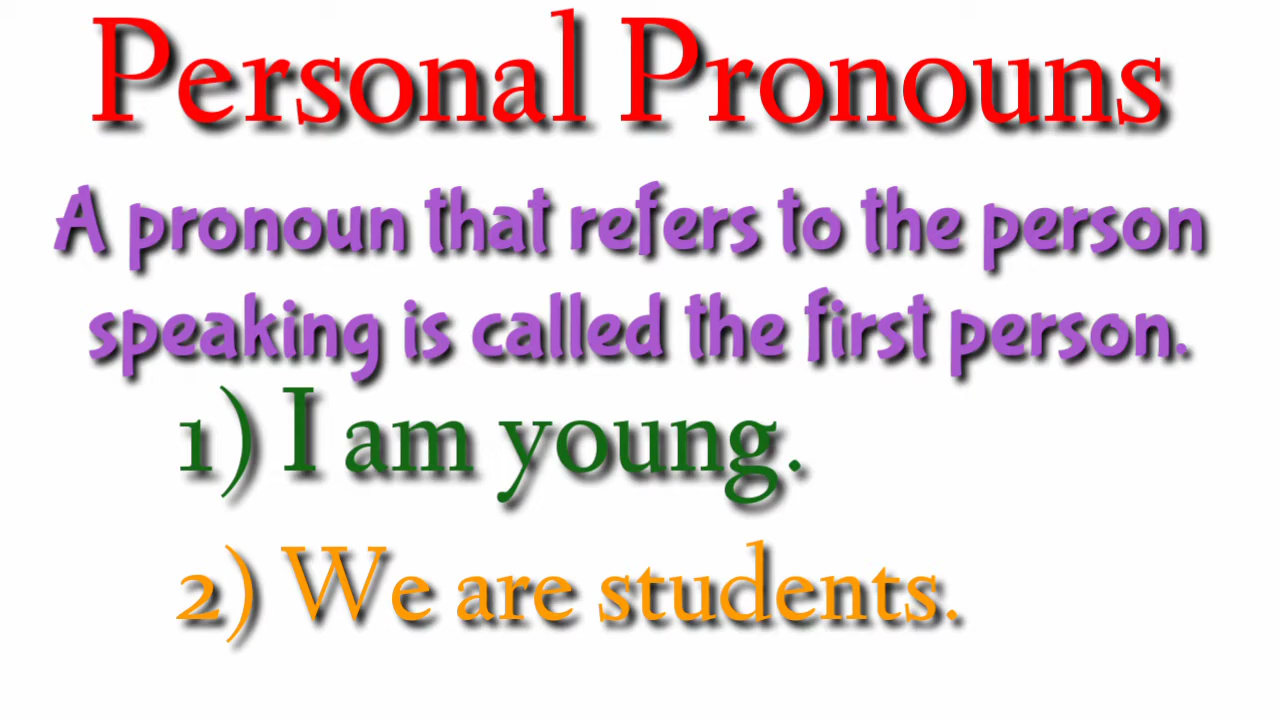 Personal Pronouns
A pronoun that refers to the person
speaking is called the first person.
1) I am young.
2) We are students.